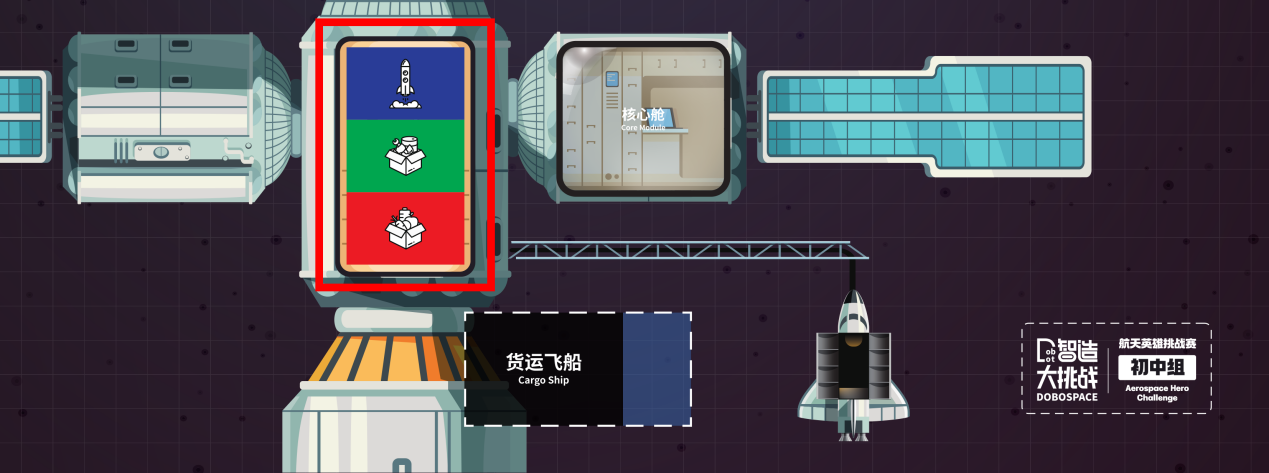 核心舱
Core Module
货运飞船
Cargo Ship
Dobot
智造
大挑战
DOBOSPACE
航天英雄挑战赛
初中组
Aerospace Hero
Challenge